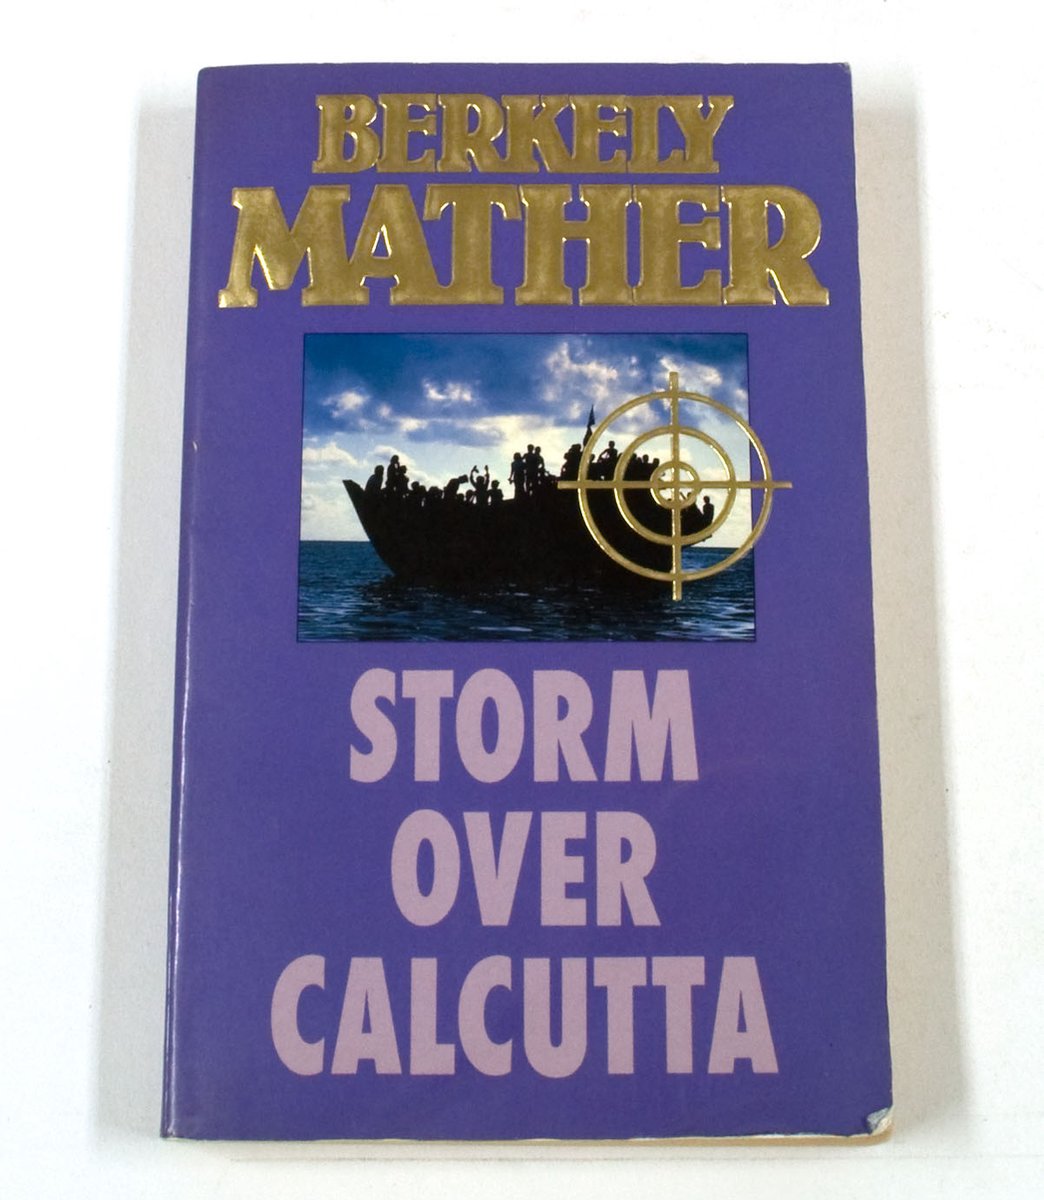 BERKELY
MATHER
STORM
OVER
CALCUTTA